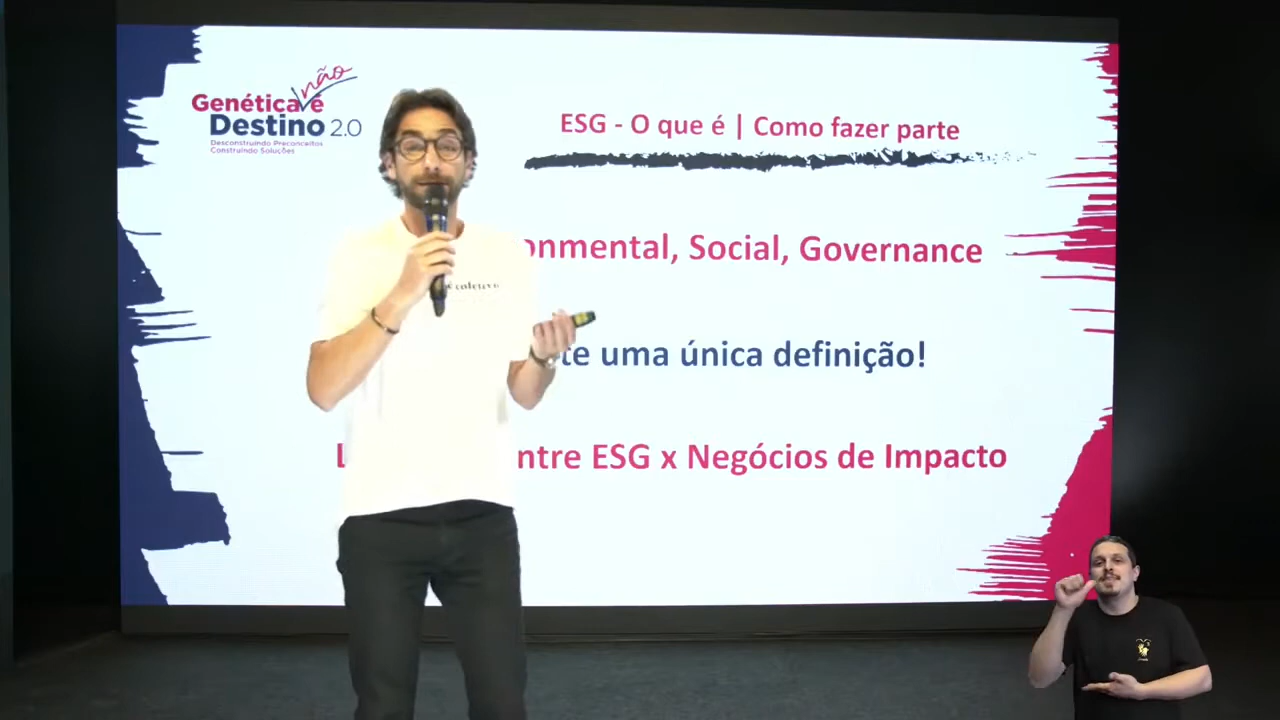 não
Genética é
Destino 2.0
Desconstruindo Preconceitos
Construindo Soluções
ESG - O que é | Como fazer parte
onmental, Social, Governance
te uma única definição!
ntre ESG x Negócios de Impacto
coletivo